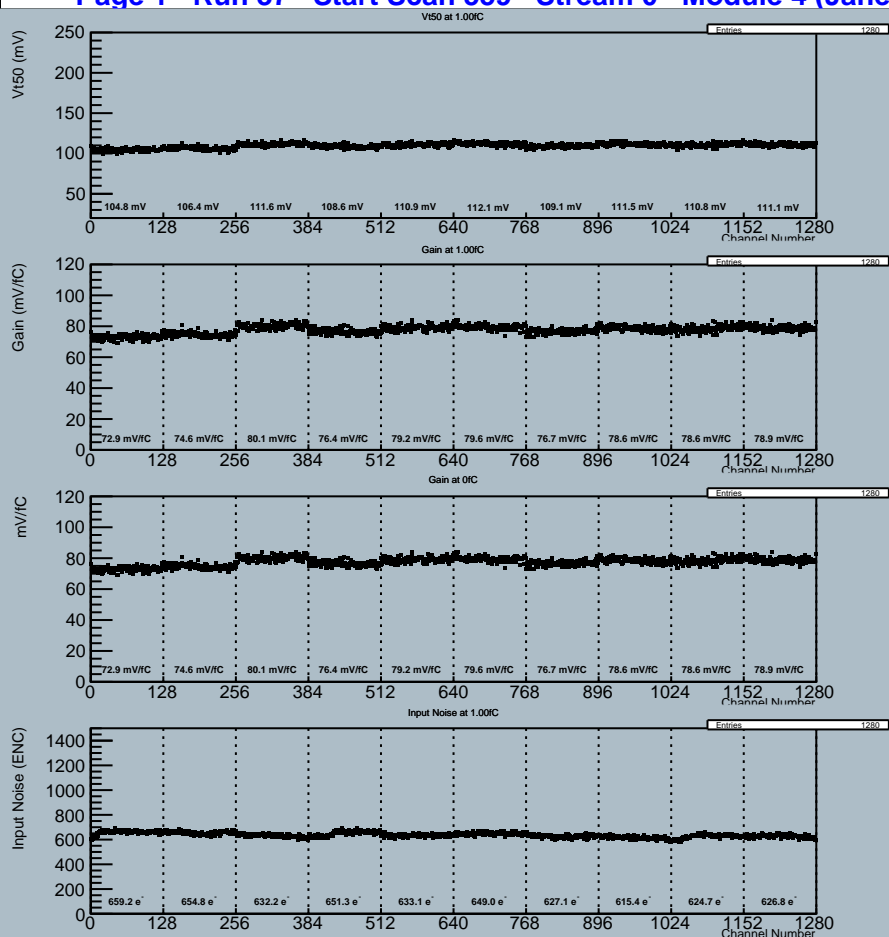 Page 1 - Run 87 - Start Scan - Stream 0 - Module 4
Vt50 at 1.00fC
Entries 1280
Vt50 (mV)
250
200
150
100
50
104.8 mV 106.4 mV 111.6 mV 108.6 mV 110.9 mV 112.1 mV 109.1 mV 111.5 mV 110.8 mV 111.1 mV
0 128 256 384 512 640 768 896 1024 1152 1280
Channel Number
Gain at 1.00fC
Entries 1280
Gain (mV/fC)
120
100
80
60
40
20
0
72.9 mV/fC 74.6 mV/fC 80.1 mV/fC 76.4 mV/fC 79.2 mV/fC 79.6 mV/fC 76.7 mV/fC 78.6 mV/fC 78.6 mV/fC 78.9 mV/fC
0 128 256 384 512 640 768 896 1024 1152 1280
Channel Number
Gain at 0fC
Entries 1280
mV/fC
120
100
80
60
40
20
0
72.9 mV/fC 74.6 mV/fC 80.1 mV/fC 76.4 mV/fC 79.2 mV/fC 79.6 mV/fC 76.7 mV/fC 78.6 mV/fC 78.6 mV/fC 78.9 mV/fC
0 128 256 384 512 640 768 896 1024 1152 1280
Channel Number
Input Noise at 1.00fC
Entries 1280
Input Noise (ENC)
1400
1200
1000
800
600
400
200
0
659.2 e⁻ 654.8 e⁻ 632.2 e⁻ 651.3 e⁻ 633.1 e⁻ 649.0 e⁻ 627.1 e⁻ 615.4 e⁻ 624.7 e⁻ 626.8 e⁻
0 128 256 384 512 640 768 896 1024 1152 1280
Channel Number